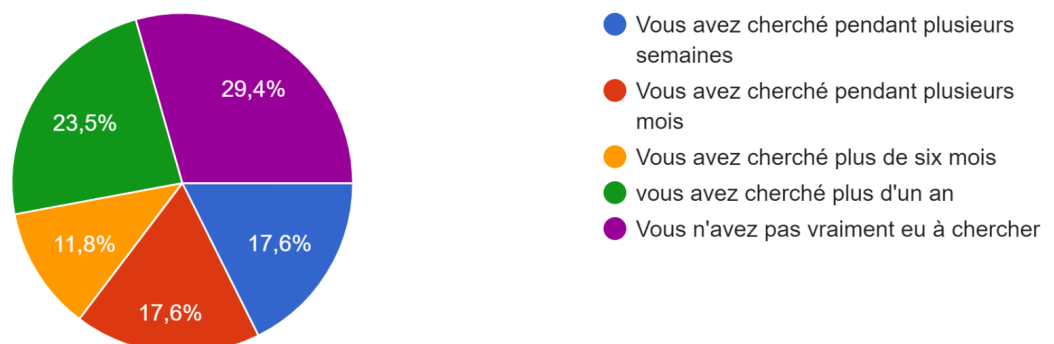 29,4%
23,5%
11,8%
17,6%
17,6%
Vous avez cherché pendant plusieurs
semaines
Vous avez cherché pendant plusieurs
mois
Vous avez cherché plus de six mois
vous avez cherché plus d'un an
Vous n'avez pas vraiment eu à chercher